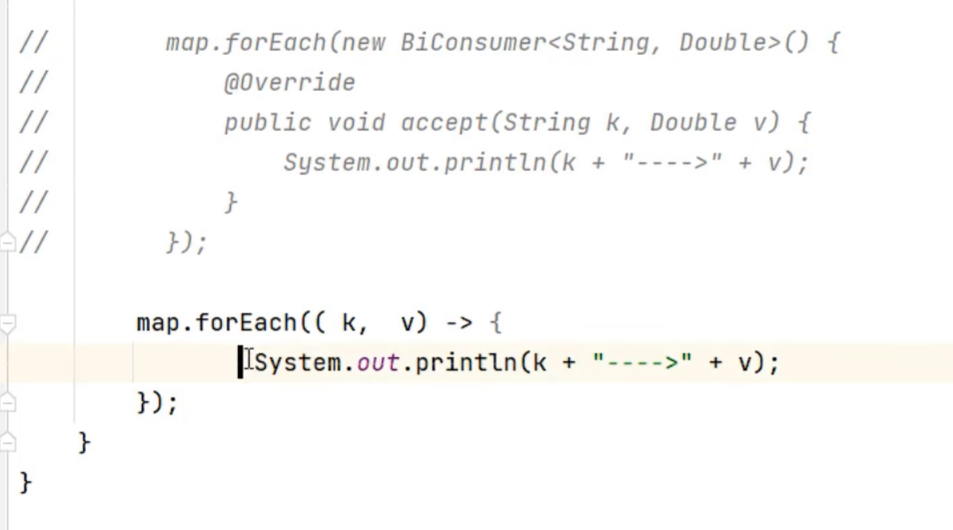 //        map.forEach(new BiConsumer<String, Double>() {
//            @Override
//            public void accept(String k, Double v) {
//                System.out.println(k + "---->" + v);
//            }
//        });
        map.forEach(( k,  v) -> {
                System.out.println(k + "---->" + v);
        });
    }
}